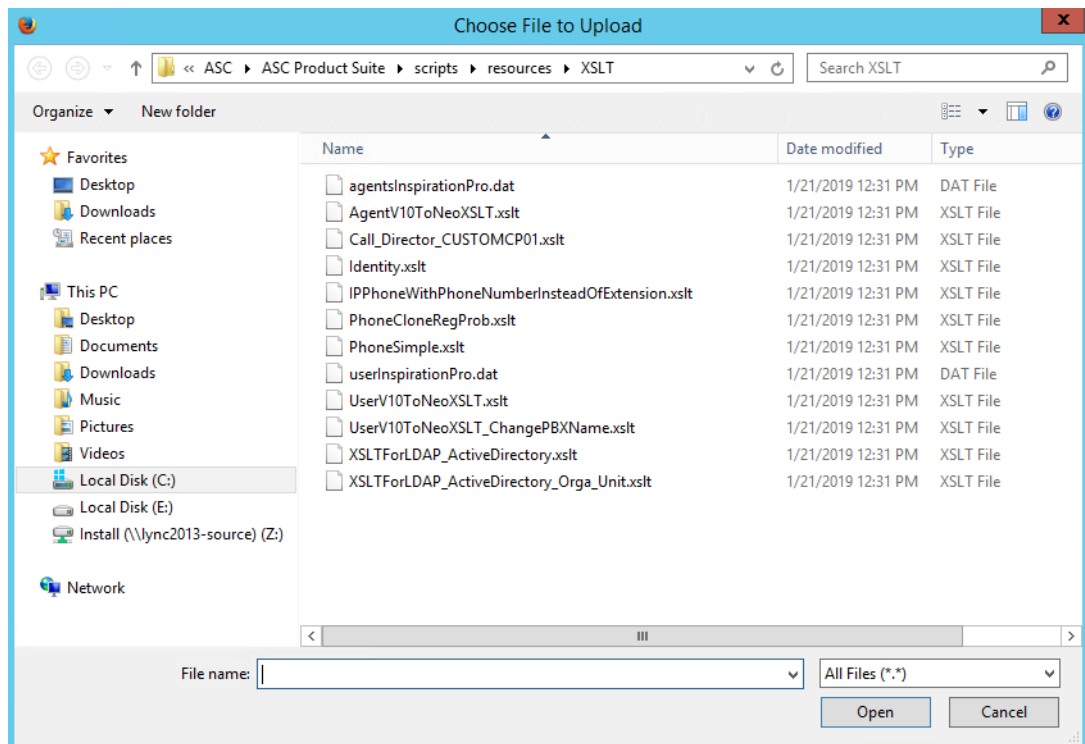 Choose File to Upload
x
« ASC ▸ ASC Product Suite ▸ scripts ▸ resources ▸ XSLT
Search XSLT
Organize
New folder
Name
Date modified
Type
Favorites
Desktop
Downloads
Recent places
This PC
Desktop
Documents
Downloads
Music
Pictures
Videos
Local Disk (C:)
Local Disk (E:)
Install (\\lync2013-source) (Z:)
Network
agentsInspirationPro.dat 1/21/2019 12:31 PM DAT File
AgentV10ToNeoXSLT.xslt 1/21/2019 12:31 PM XSLT File
Call_Director_CUSTOMCP01.xslt 1/21/2019 12:31 PM XSLT File
Identity.xslt 1/21/2019 12:31 PM XSLT File
IPPhoneWithPhoneNumberInsteadOfExtension.xslt 1/21/2019 12:31 PM XSLT File
PhoneCloneRegProb.xslt 1/21/2019 12:31 PM XSLT File
PhoneSimple.xslt 1/21/2019 12:31 PM XSLT File
userInspirationPro.dat 1/21/2019 12:31 PM DAT File
UserV10ToNeoXSLT.xslt 1/21/2019 12:31 PM XSLT File
UserV10ToNeoXSLT_ChangePBXName.xslt 1/21/2019 12:31 PM XSLT File
XSLTForLDAP_ActiveDirectory.xslt 1/21/2019 12:31 PM XSLT File
XSLTForLDAP_ActiveDirectory_Orga_Unit.xslt 1/21/2019 12:31 PM XSLT File
File name:
All Files (*.*)
Open
Cancel